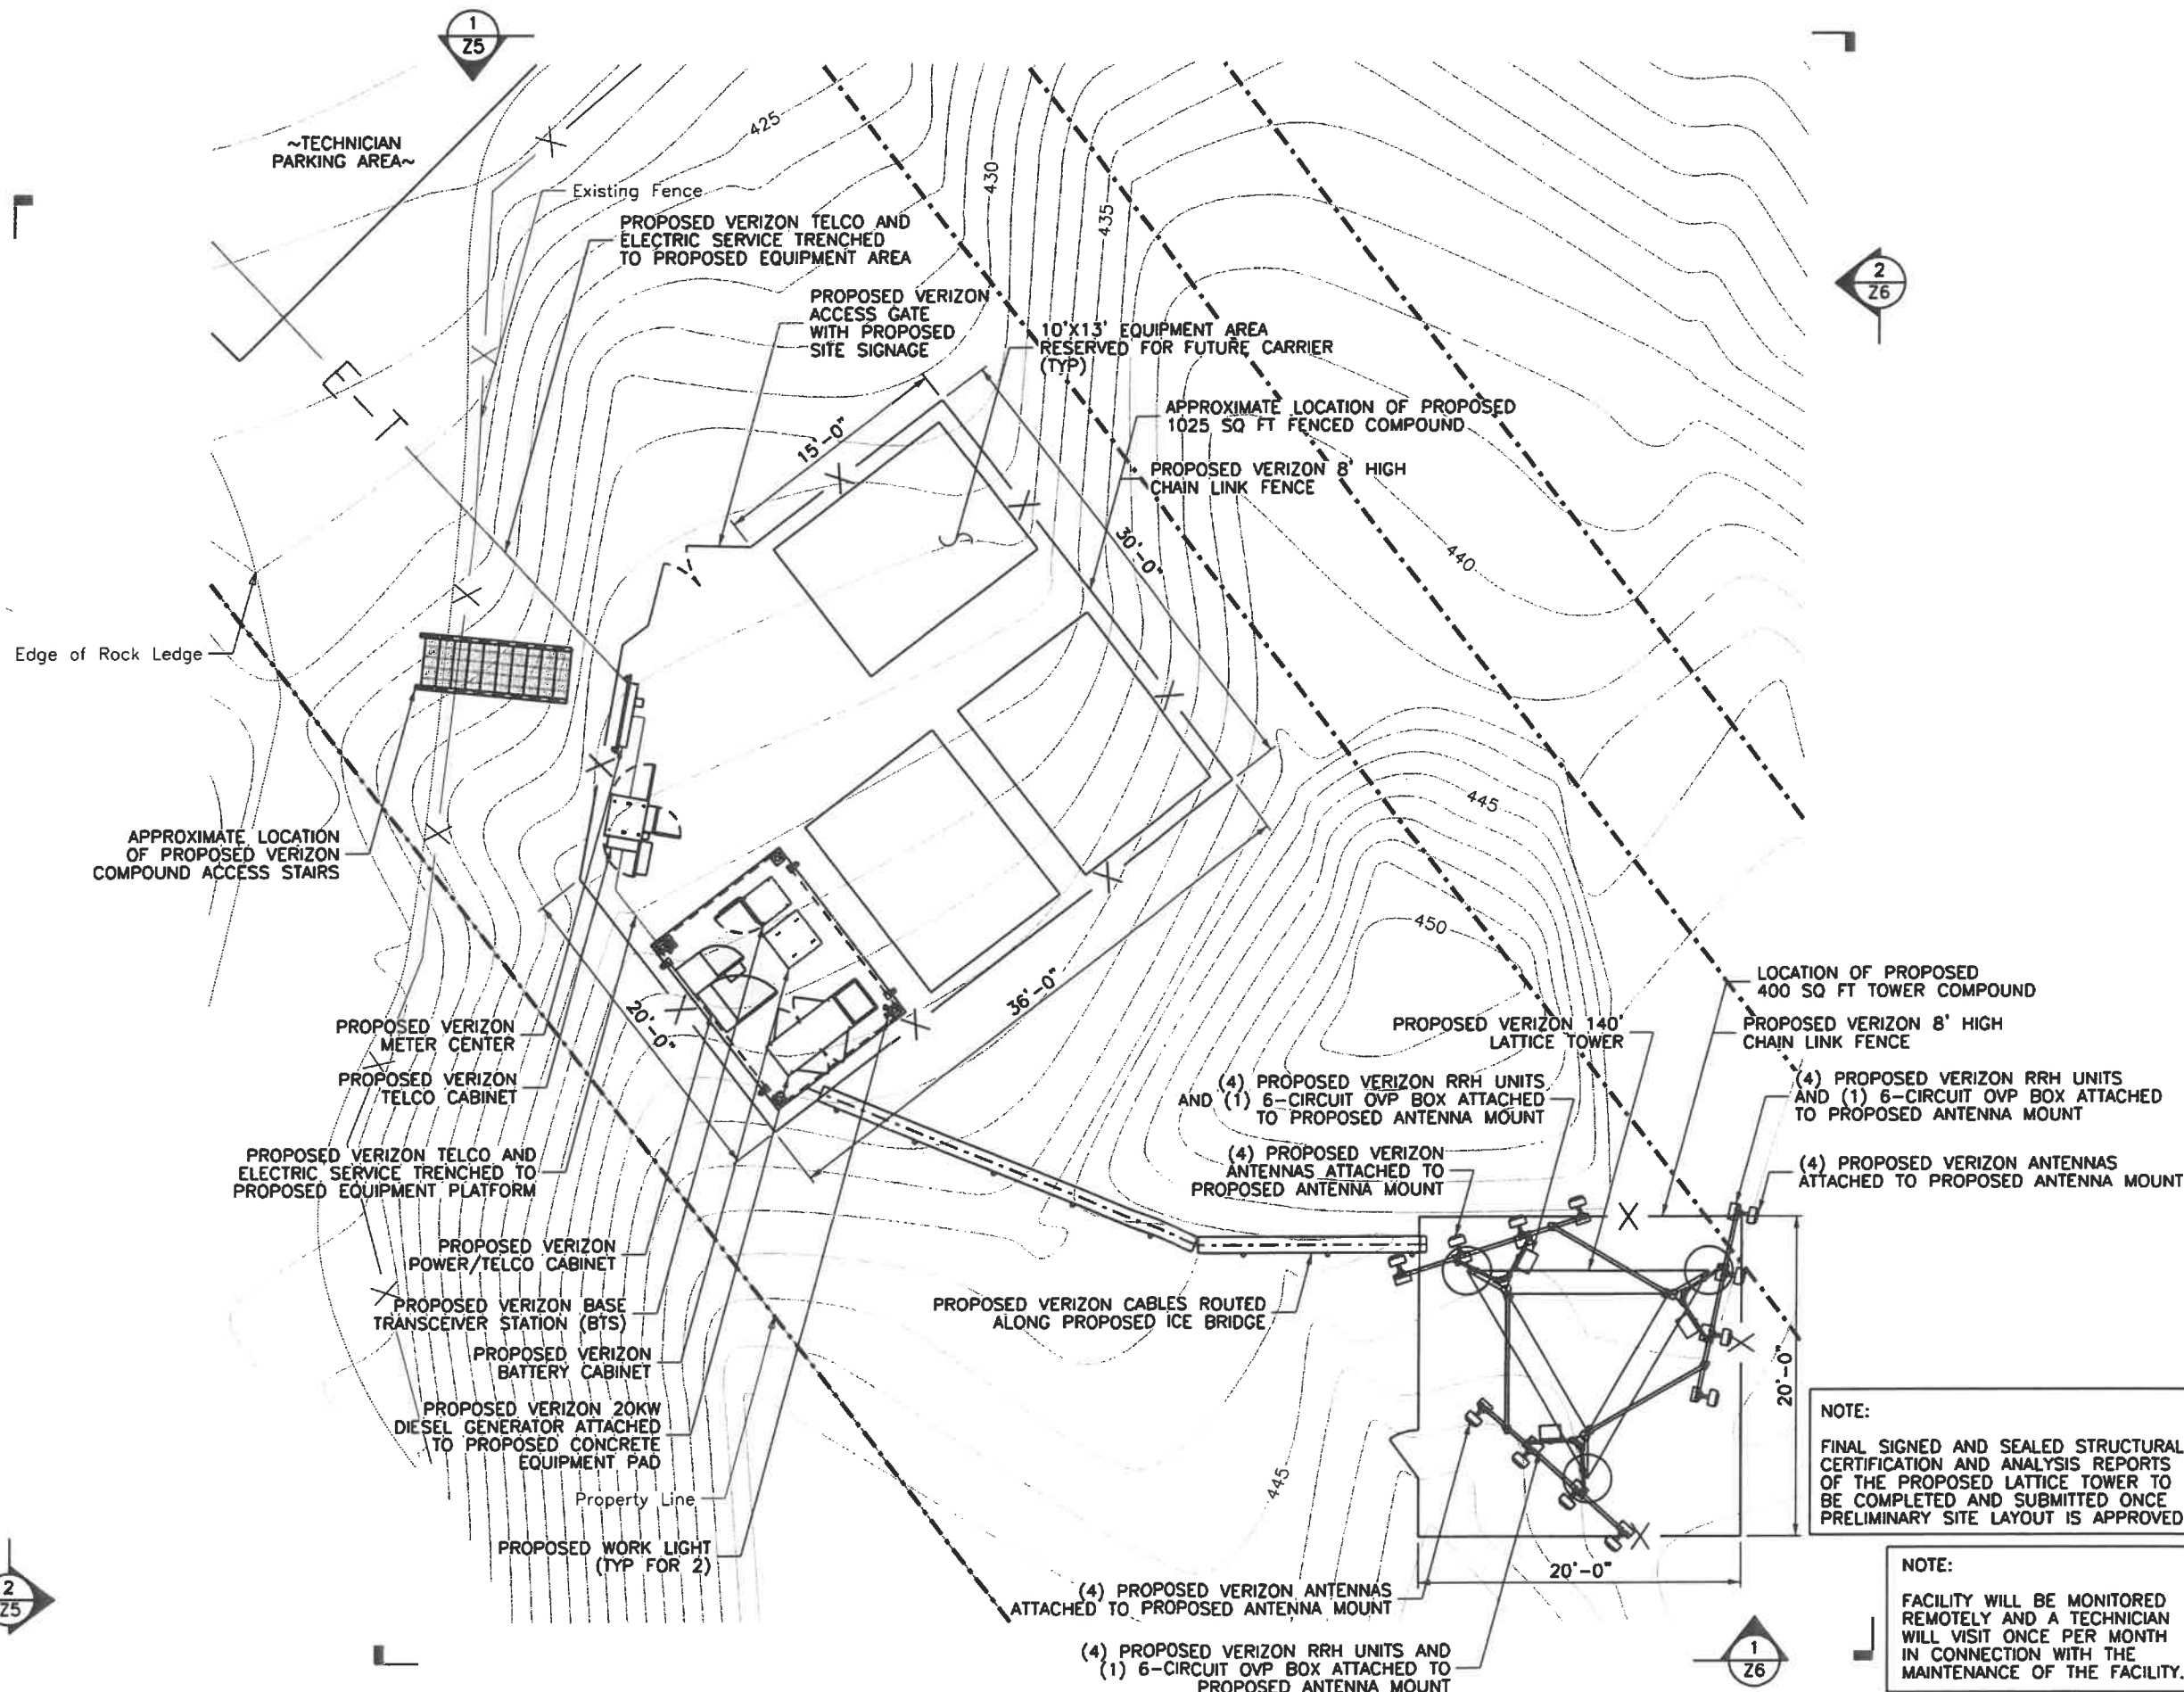 1
Z5
~TECHNICIAN
PARKING AREA~
425
430
435
Existing Fence
PROPOSED VERIZON TELCO AND
ELECTRIC SERVICE TRENCHED
TO PROPOSED EQUIPMENT AREA
2
Z6
PROPOSED VERIZON
ACCESS GATE
WITH PROPOSED
SITE SIGNAGE
10'X13' EQUIPMENT AREA
RESERVED FOR FUTURE CARRIER
(TYP)
E-T
15'-0"
APPROXIMATE LOCATION OF PROPOSED
1025 SQ FT FENCED COMPOUND
PROPOSED VERIZON 8' HIGH
CHAIN LINK FENCE
30'-0"
440
Edge of Rock Ledge
445
APPROXIMATE LOCATION
OF PROPOSED VERIZON
COMPOUND ACCESS STAIRS
450
36'-0"
20'-0"
LOCATION OF PROPOSED
400 SQ FT TOWER COMPOUND
PROPOSED VERIZON 140'
LATTICE TOWER
PROPOSED VERIZON 8' HIGH
CHAIN LINK FENCE
PROPOSED VERIZON
METER CENTER
PROPOSED VERIZON
TELCO CABINET
(4) PROPOSED VERIZON RRH UNITS
AND (1) 6-CIRCUIT OVP BOX ATTACHED
TO PROPOSED ANTENNA MOUNT
(4) PROPOSED VERIZON RRH UNITS
AND (1) 6-CIRCUIT OVP BOX ATTACHED
TO PROPOSED ANTENNA MOUNT
PROPOSED VERIZON TELCO AND
ELECTRIC SERVICE TRENCHED TO
PROPOSED EQUIPMENT PLATFORM
(4) PROPOSED VERIZON
ANTENNAS ATTACHED TO
PROPOSED ANTENNA MOUNT
(4) PROPOSED VERIZON ANTENNAS
ATTACHED TO PROPOSED ANTENNA MOUNT
PROPOSED VERIZON
POWER/TELCO CABINET
PROPOSED VERIZON BASE
TRANSCEIVER STATION (BTS)
PROPOSED VERIZON CABLES ROUTED
ALONG PROPOSED ICE BRIDGE
PROPOSED VERIZON
BATTERY CABINET
20'-0"
PROPOSED VERIZON 20KW
DIESEL GENERATOR ATTACHED
TO PROPOSED CONCRETE
EQUIPMENT PAD
445
NOTE:
FINAL SIGNED AND SEALED STRUCTURAL
CERTIFICATION AND ANALYSIS REPORTS
OF THE PROPOSED LATTICE TOWER TO
BE COMPLETED AND SUBMITTED ONCE
PRELIMINARY SITE LAYOUT IS APPROVED
Property Line
PROPOSED WORK LIGHT
(TYP FOR 2)
20'-0"
2
Z5
(4) PROPOSED VERIZON ANTENNAS
ATTACHED TO PROPOSED ANTENNA MOUNT
(4) PROPOSED VERIZON RRH UNITS AND
(1) 6-CIRCUIT OVP BOX ATTACHED TO
PROPOSED ANTENNA MOUNT
1
Z6
NOTE:
FACILITY WILL BE MONITORED
REMOTELY AND A TECHNICIAN
WILL VISIT ONCE PER MONTH
IN CONNECTION WITH THE
MAINTENANCE OF THE FACILITY.